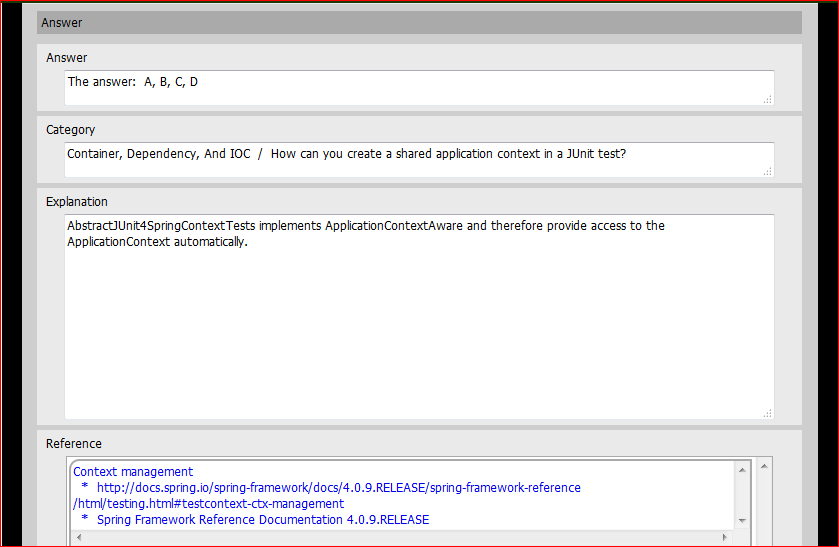 Answer
Answer
The answer:  A, B, C, D
Category
Container, Dependency, And IOC  /  How can you create a shared application context in a JUnit test?
Explanation
AbstractJUnit4SpringContextTests implements ApplicationContextAware and therefore provide access to the
ApplicationContext automatically.
Reference
Context management
*  http://docs.spring.io/spring-framework/docs/4.0.9.RELEASE/spring-framework-reference
/html/testing.html#testcontext-ctx-management
*  Spring Framework Reference Documentation 4.0.9.RELEASE